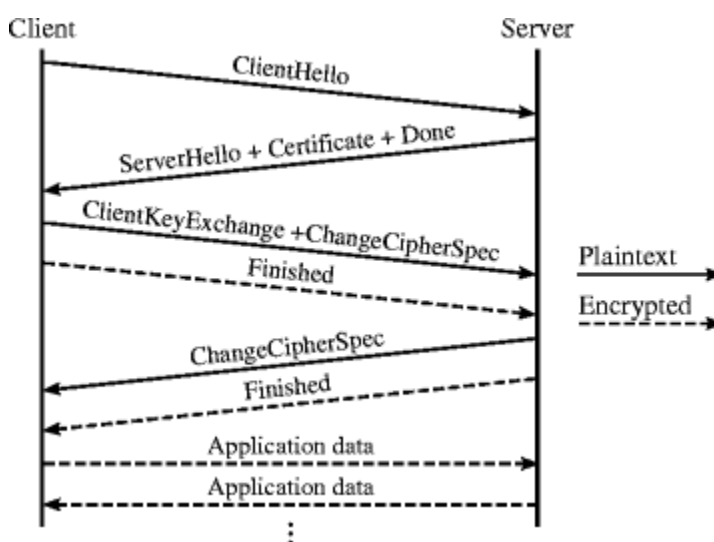 Client
Server
ClientHello
ServerHello + Certificate + Done
ClientKeyExchange +ChangeCipherSpec
Finished
Plaintext
Encrypted
ChangeCipherSpec
Finished
Application data
Application data
⋮